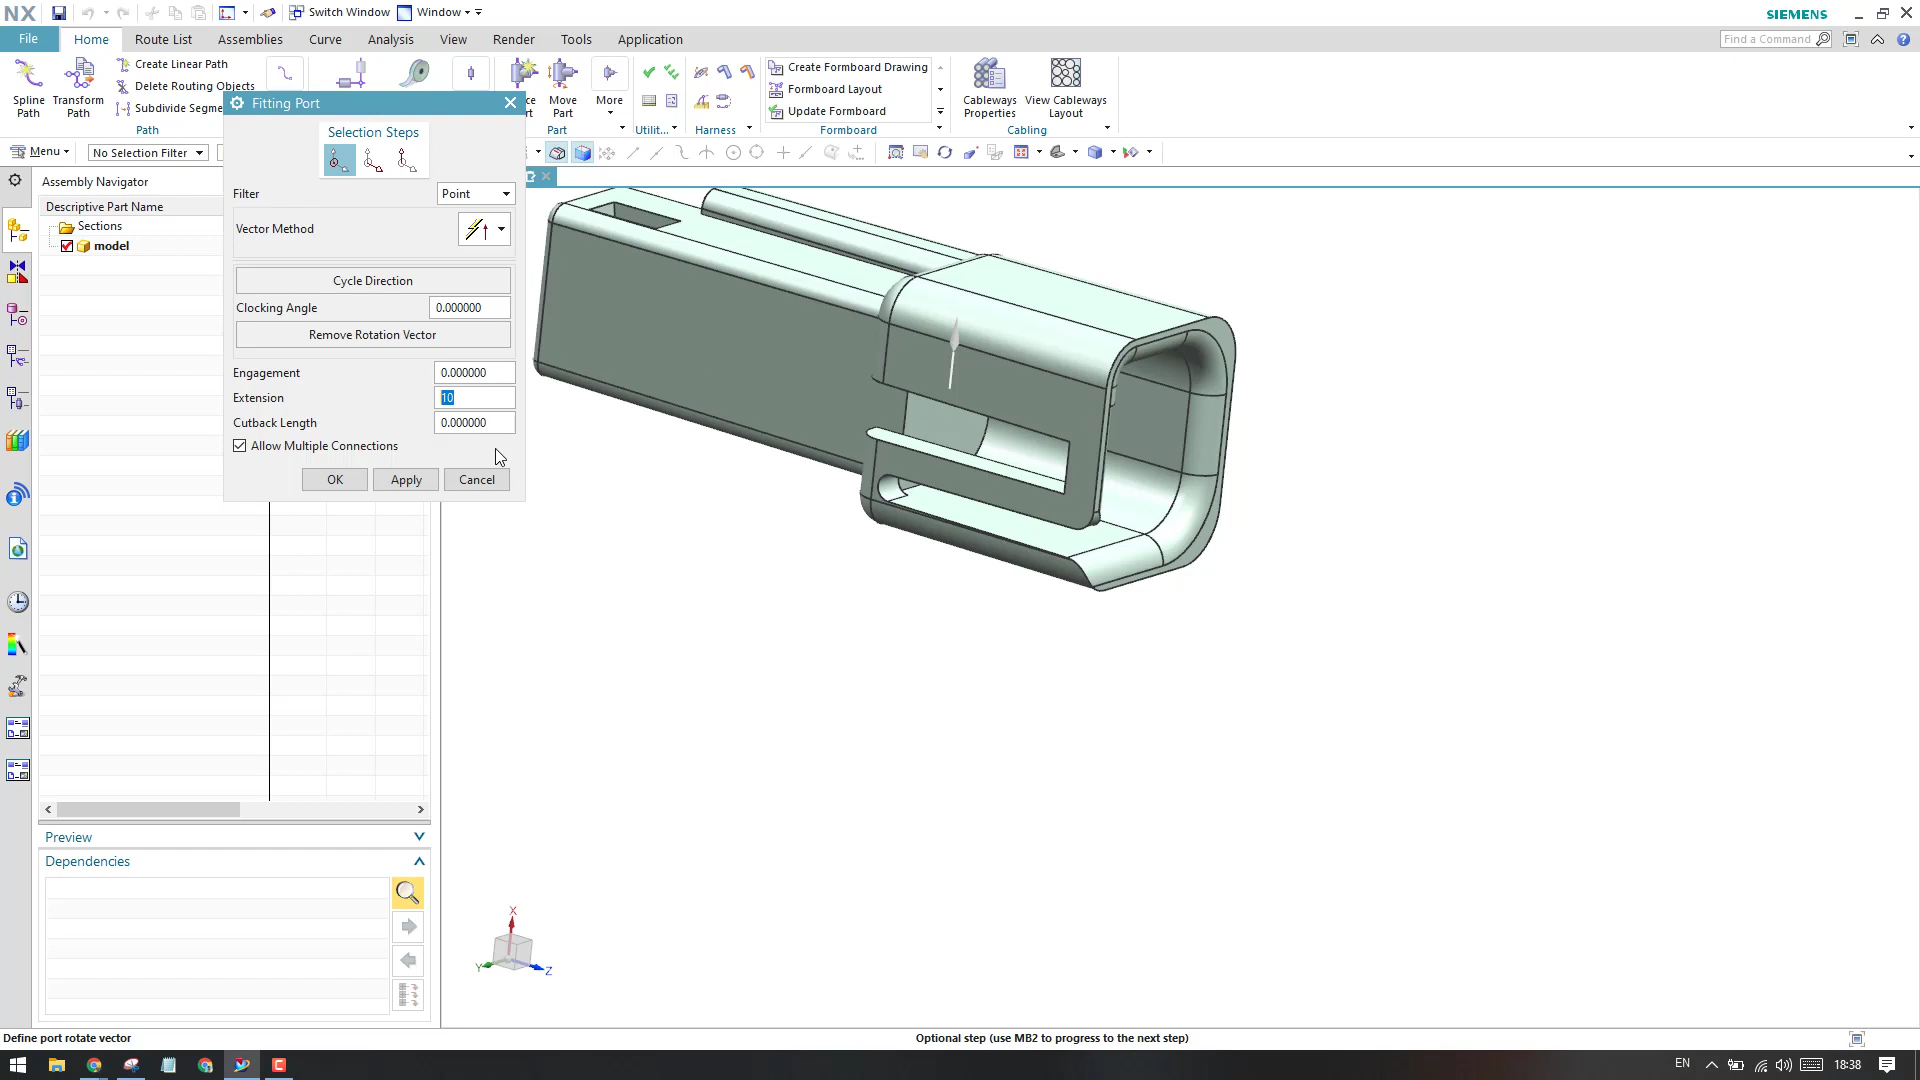 NX
Switch Window
Window
SIEMENS
File
Home
Route List
Assemblies
Curve
Analysis
View
Render
Tools
Application
Find a Command
Spline
Path
Transform
Path
Create Linear Path
Delete Routing Objects
Subdivide Segme
Path
Move
Part
More
Part
Utilit...
Harness
Create Formboard Drawing
Formboard Layout
Update Formboard
Formboard
Cableways
Properties
View Cableways
Layout
Cabling
Menu
No Selection Filter
Fitting Port
Selection Steps
Filter
Point
Vector Method
Cycle Direction
Clocking Angle
0.000000
Remove Rotation Vector
Engagement
0.000000
Extension
10
Cutback Length
0.000000
Allow Multiple Connections
OK
Apply
Cancel
Assembly Navigator
Descriptive Part Name
Sections
model
Preview
Dependencies
X
Y
Z
Define port rotate vector
Optional step (use MB2 to progress to the next step)
EN
18:38